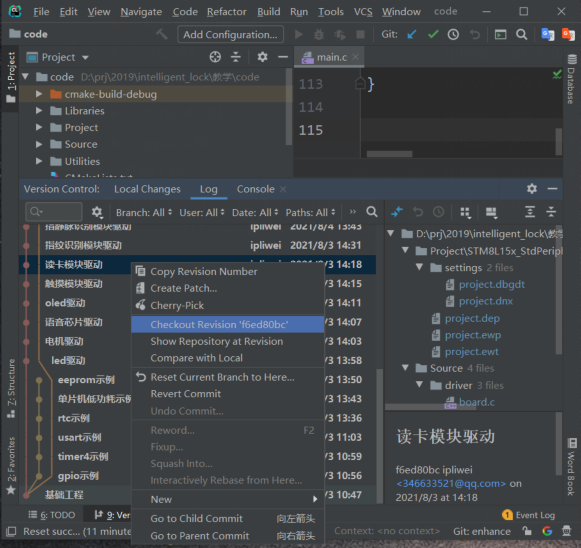 File Edit View Navigate Code Refactor Build Run Tools VCS Window code
code Add Configuration... Git:
Project
main.c
code D:\prj\2019\intelligent_lock\教学\code
cmake-build-debug
Libraries
Project
Source
Utilities
CMakeLists.txt
113 }
114
115
1: Project
Database
Version Control: Local Changes Log Console
Branch: All User: All Date: All Paths: All
指静脉识别模块驱动 ipliwei 2021/8/4 13:43
指纹识别模块驱动 ipliwei 2021/8/3 14:31
读卡模块驱动 14:18
触摸模块驱动 3 14:15
oled驱动 3 14:11
语音芯片驱动 3 14:07
电机驱动 3 14:03
led驱动 3 13:58
eeprom示例 3 13:50
单片机低功耗示例 3 13:43
rtc示例 3 13:36
usart示例 3 11:03
timer4示例 3 10:59
gpio示例 3 10:56
基础工程 3 10:47
Copy Revision Number
Create Patch...
Cherry-Pick
Checkout Revision 'f6ed80bc'
Show Repository at Revision
Compare with Local
Reset Current Branch to Here...
Revert Commit
Undo Commit...
Reword... F2
Fixup...
Squash Into...
Interactively Rebase from Here...
New
Go to Child Commit 向左箭头
Go to Parent Commit 向右箭头
D:\prj\2019\intelligent_lock\教学
Project\STM8L15x_StdPeriph
settings 2 files
project.dbgdt
project.dnx
project.dep
project.ewp
project.ewt
Source 4 files
driver 4 files
board.c
读卡模块驱动
f6ed80bc ipliwei
<346633521@qq.com> on
2021/8/3 at 14:18
Z: Structure
2: Favorites
Word Book
6: TODO 9: Ver
1 Event Log
Reset succ... (11 minute
Context: <no context> Git: enhance